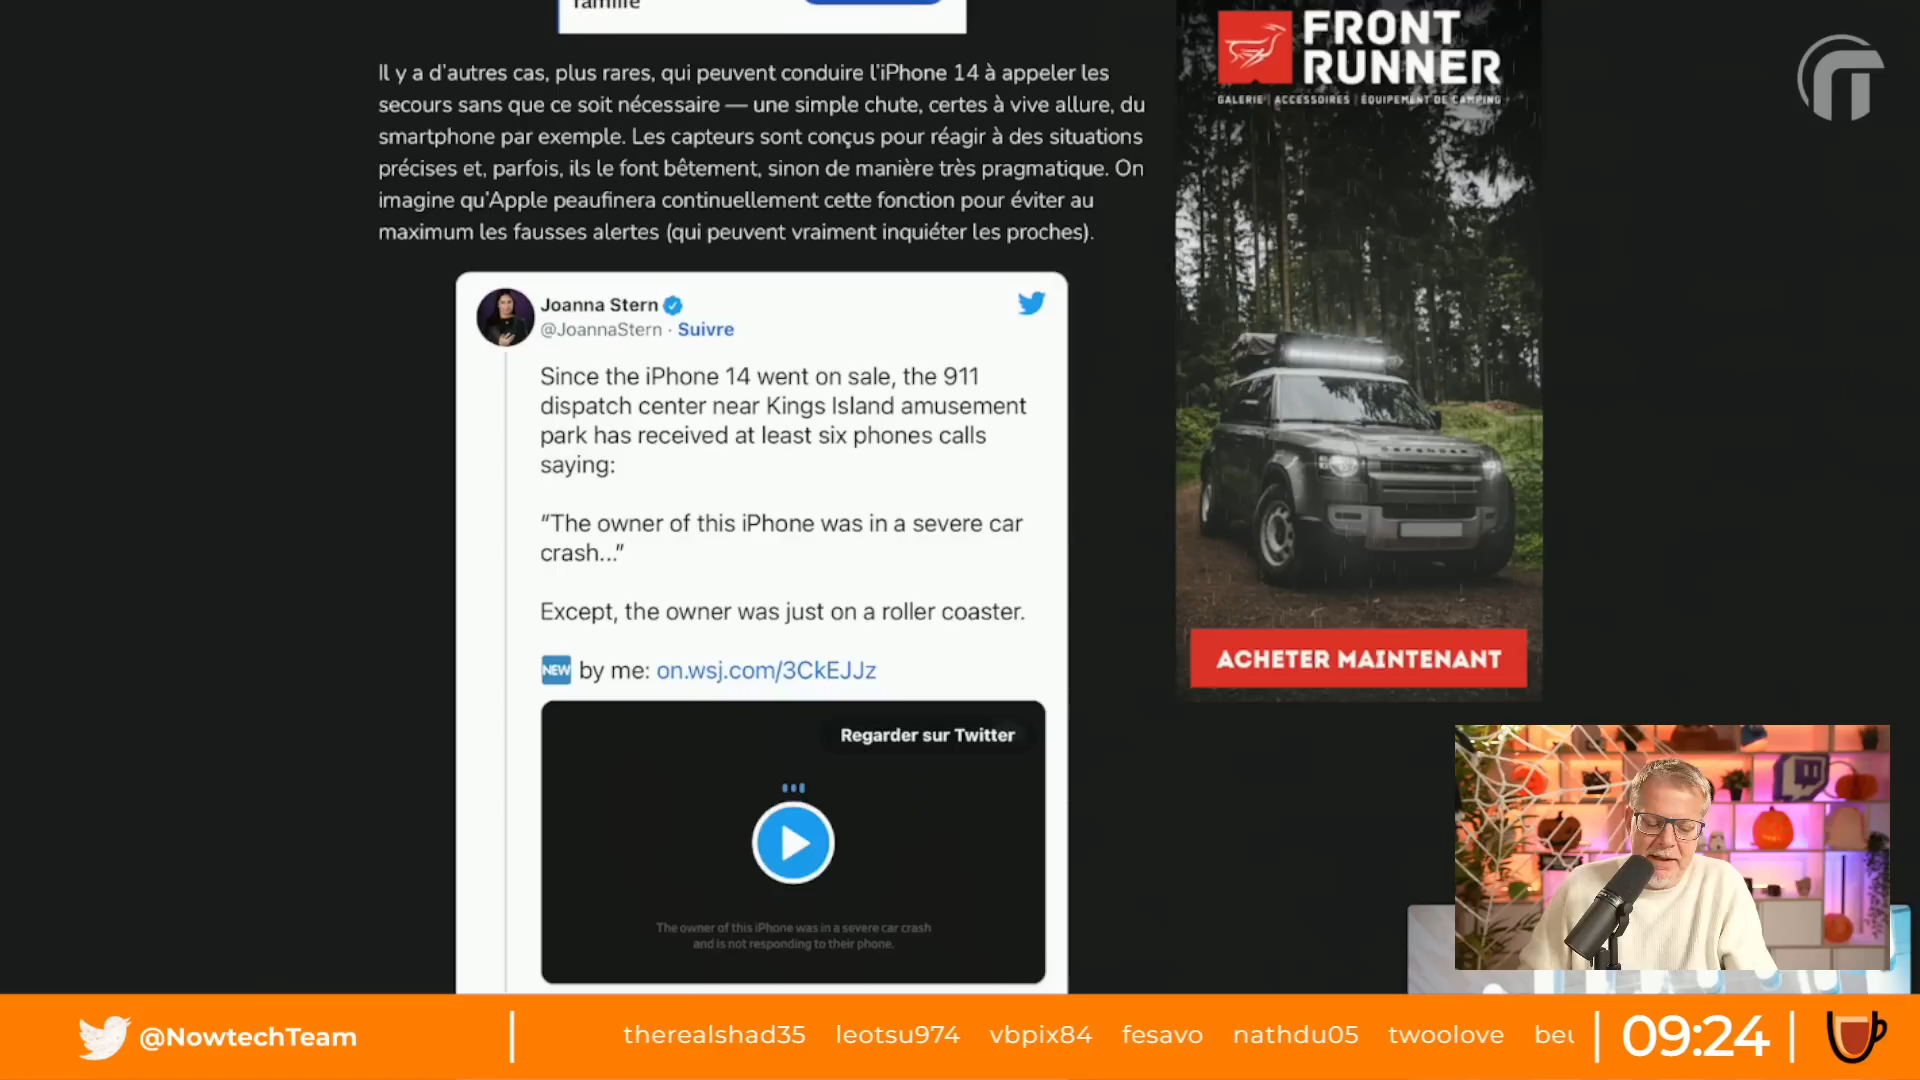 famille
Il y a d'autres cas, plus rares, qui peuvent conduire l'iPhone 14 à appeler les
secours sans que ce soit nécessaire — une simple chute, certes à vive allure, du
smartphone par exemple. Les capteurs sont conçus pour réagir à des situations
précises et, parfois, ils le font bêtement, sinon de manière très pragmatique. On
imagine qu'Apple peaufinera continuellement cette fonction pour éviter au
maximum les fausses alertes (qui peuvent vraiment inquiéter les proches).
Joanna Stern
@JoannaStern · Suivre
Since the iPhone 14 went on sale, the 911
dispatch center near Kings Island amusement
park has received at least six phones calls
saying:
“The owner of this iPhone was in a severe car
crash...”
Except, the owner was just on a roller coaster.
NEW by me: on.wsj.com/3CkEJJz
Regarder sur Twitter
The owner of this iPhone was in a severe car crash
and is not responding to their phone.
FRONT
RUNNER
GALERIE | ACCESSOIRES | ÉQUIPEMENT DE CAMPING
DEFENDER
ACHETER MAINTENANT
@NowtechTeam
therealshad35 leotsu974 vbpix84 fesavo nathdu05 twoolove beu
09:24